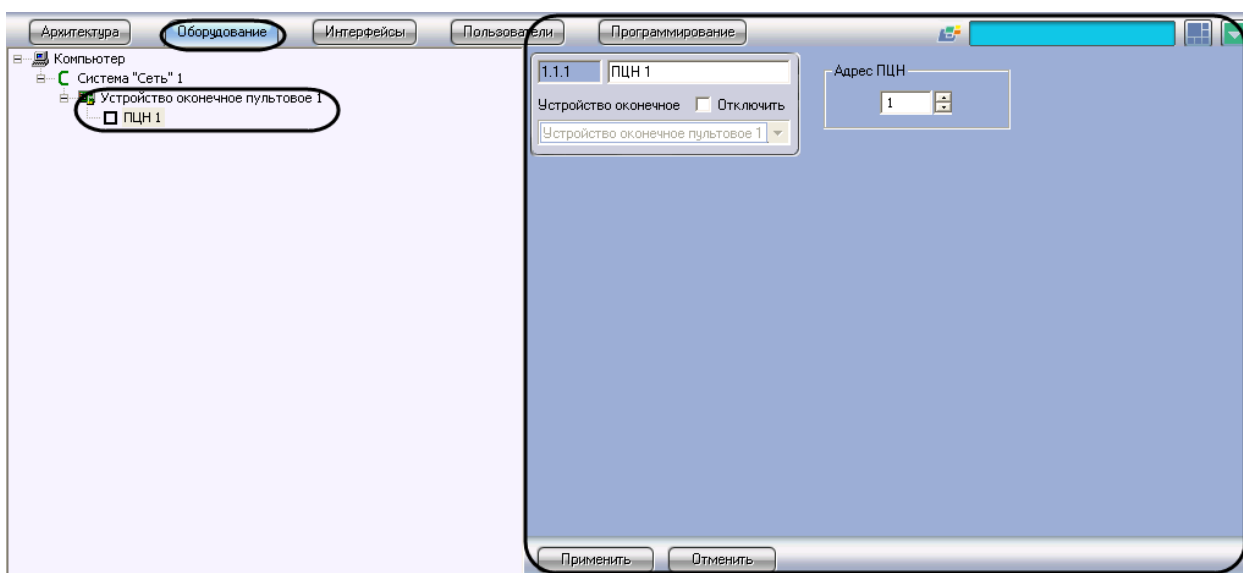 Архитектура Оборудование Интерфейсы Пользователи Программирование
Компьютер
Система "Сеть" 1
Устройство оконечное пультовое 1
ПЦН 1
1.1.1 ПЦН 1
Устройство оконечное Отключить
Устройство оконечное пультовое 1
Адрес ПЦН
1
Применить Отменить